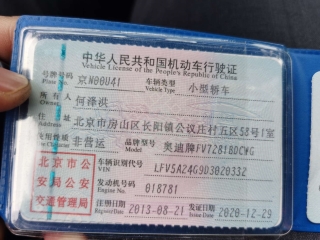 中华人民共和国机动车行驶证
Vehicle License of the People's Republic of China
号牌号码 京N00U41 车辆类型 小型轿车
Plate No. Vehicle Type
所有人 何泽洪
Owner
住址 北京市房山区长阳镇公议庄村五区58号1室
Address
使用性质 非营运 品牌型号 奥迪牌FV7281BDCWG
Use Character Model
北京市公安局公安交通管理局
车辆识别代号 LFV5A24G9D3020332
VIN
发动机号码 018781
Engine No.
注册日期 2013-08-21 发证日期 2020-12-29
Register Date Issue Date